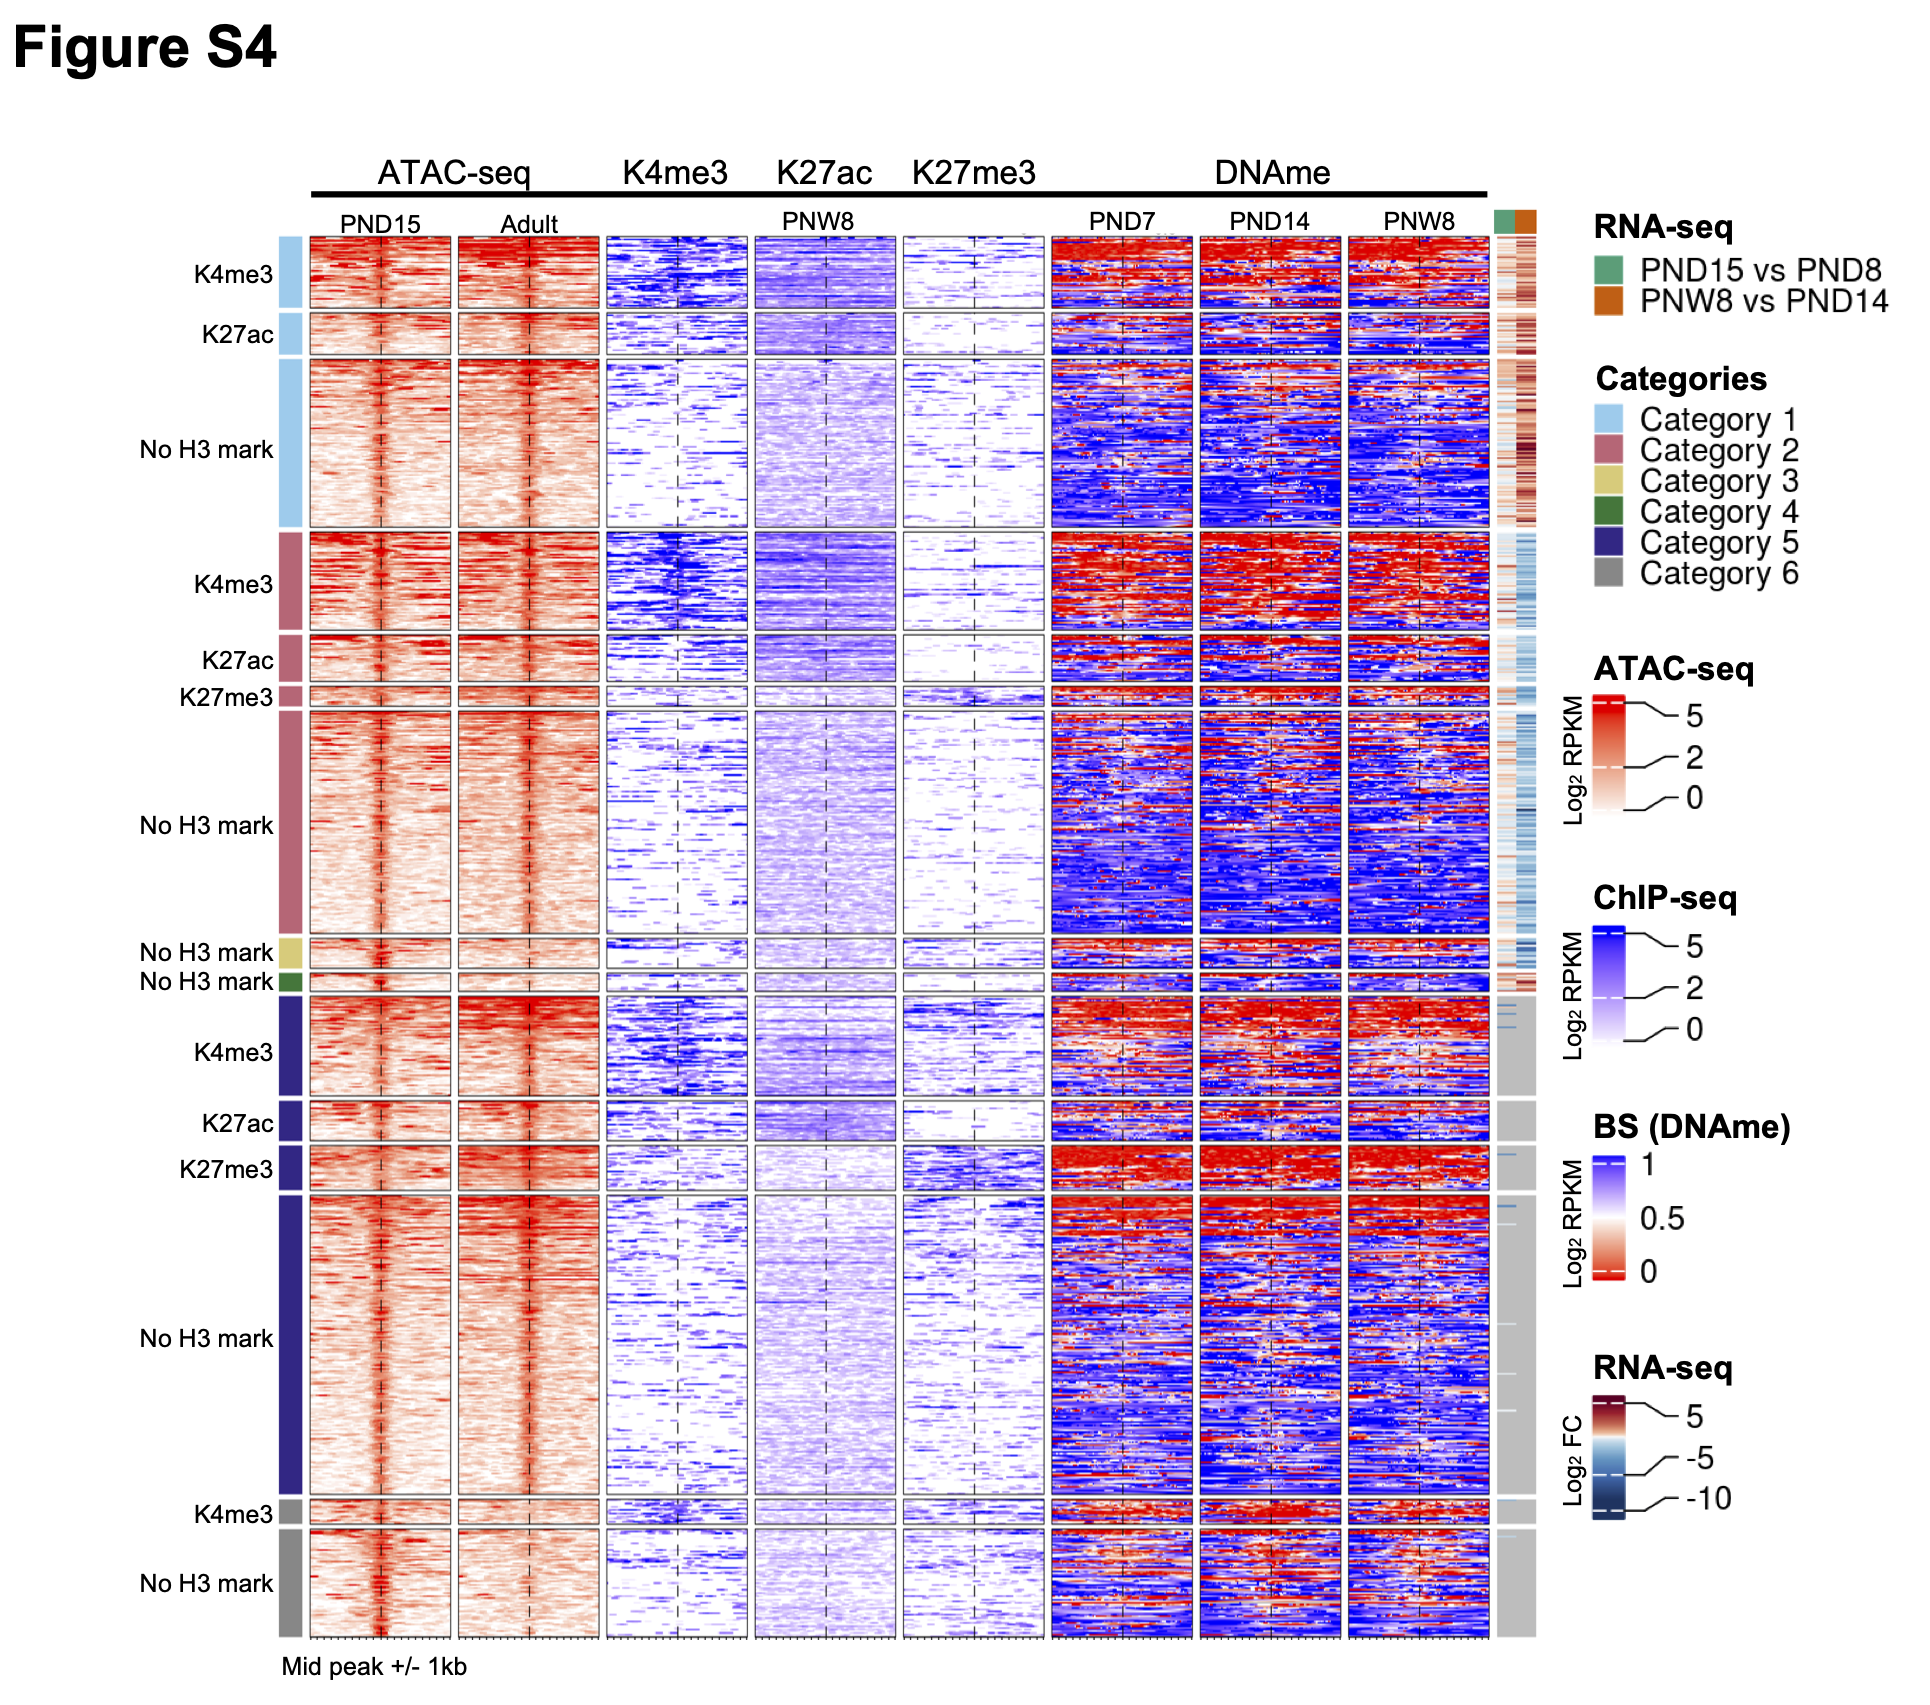 Figure S4
ATAC-seq K4me3 K27ac K27me3 DNAme
PND15 Adult PNW8 PND7 PND14 PNW8
K4me3
K27ac
No H3 mark
K4me3
K27ac
K27me3
No H3 mark
No H3 mark
No H3 mark
K4me3
K27ac
K27me3
No H3 mark
K4me3
No H3 mark
Mid peak +/- 1kb
RNA-seq
PND15 vs PND8
PNW8 vs PND14
Categories
Category 1
Category 2
Category 3
Category 4
Category 5
Category 6
ATAC-seq
Log₂ RPKM
5
2
0
ChIP-seq
Log₂ RPKM
5
2
0
BS (DNAme)
Log₂ RPKM
1
0.5
0
RNA-seq
Log₂ FC
5
-5
-10